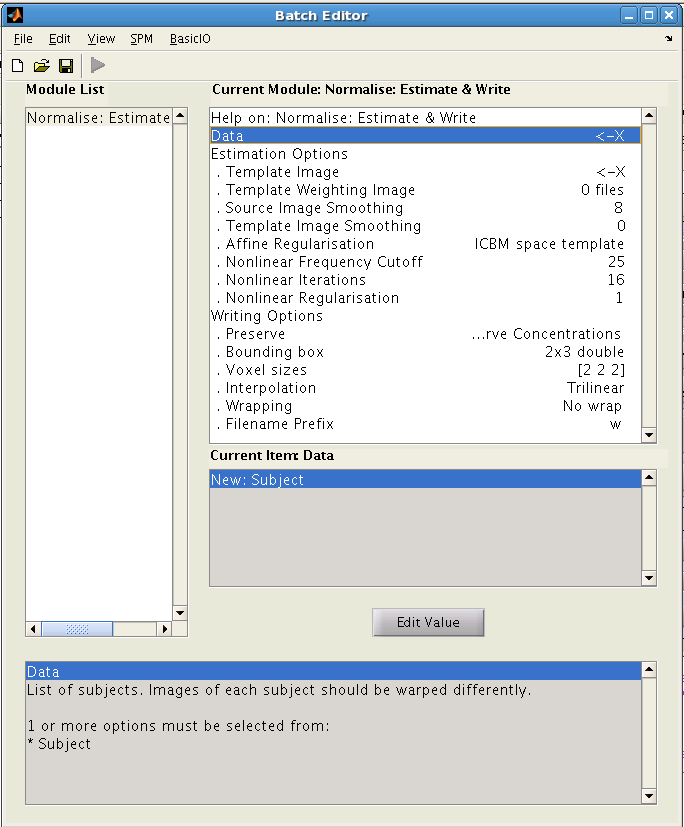 Batch Editor
File Edit View SPM BasicIO
Module List
Current Module: Normalise: Estimate & Write
Normalise: Estimate
Help on: Normalise: Estimate & Write
Data <-X
Estimation Options
. Template Image <-X
. Template Weighting Image 0 files
. Source Image Smoothing 8
. Template Image Smoothing 0
. Affine Regularisation ICBM space template
. Nonlinear Frequency Cutoff 25
. Nonlinear Iterations 16
. Nonlinear Regularisation 1
Writing Options
. Preserve ...rve Concentrations
. Bounding box 2x3 double
. Voxel sizes [2 2 2]
. Interpolation Trilinear
. Wrapping No wrap
. Filename Prefix w
Current Item: Data
New: Subject
Edit Value
Data
List of subjects. Images of each subject should be warped differently.
1 or more options must be selected from:
* Subject